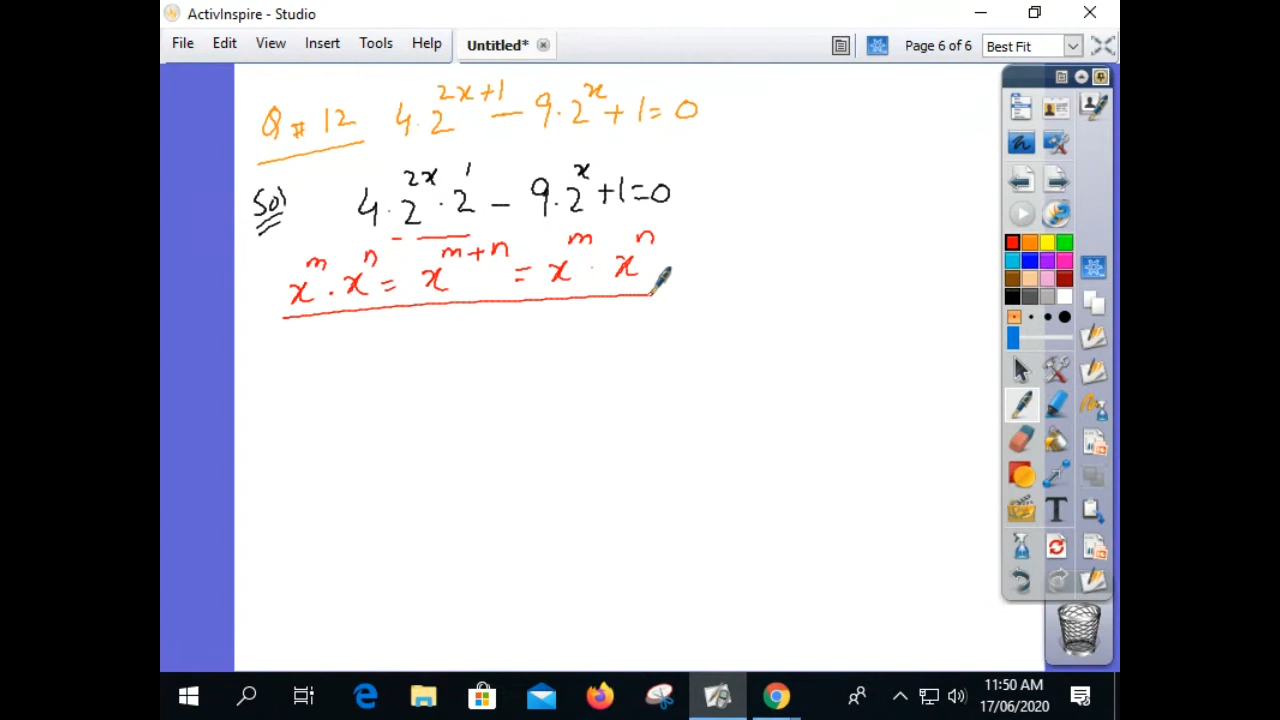 ActivInspire - Studio
File Edit View Insert Tools Help Untitled* Page 6 of 6 Best Fit
Q # 12 4.2^{2x+1} - 9.2^{x} + 1 = 0
Sol 4.2^{2x}.2^{1} - 9.2^{x} + 1 = 0
x^{m}.x^{n} = x^{m+n} = x^{m}.x^{n}
11:50 AM
17/06/2020